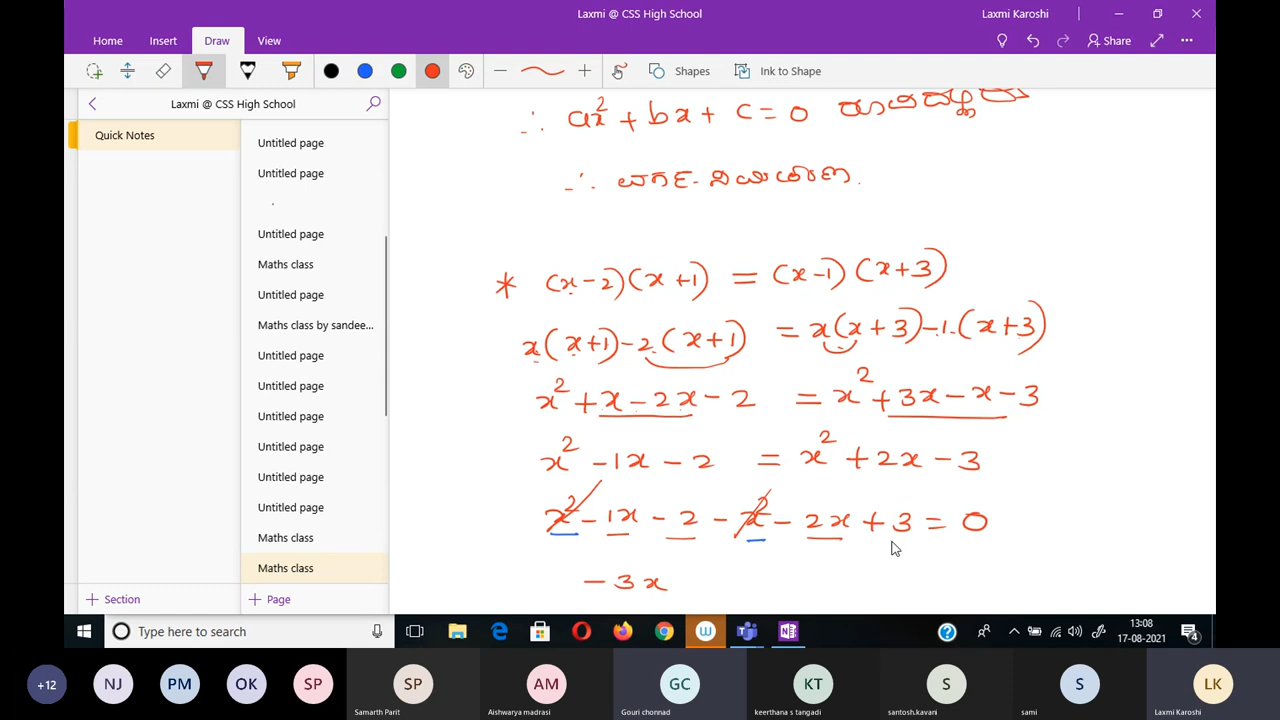 Laxmi @ CSS High School
Laxmi Karoshi
Home Insert Draw View
Share
Shapes
Ink to Shape
Laxmi @ CSS High School
Quick Notes
Untitled page
Untitled page
.
Untitled page
Maths class
Untitled page
Maths class by sandee...
Untitled page
Untitled page
Untitled page
Untitled page
Untitled page
Untitled page
Maths class
Maths class
+ Section
+ Page
∴ ax² + bx + c = 0
∴ ವರ್ಗ ಸಮೀಕರಣ.
* (x-2)(x+1) = (x-1)(x+3)
x(x+1)-2(x+1) = x(x+3)-1.(x+3)
x² + x - 2x - 2 = x² + 3x - x - 3
x² - 1x - 2 = x² + 2x - 3
x² - 1x - 2 - x² - 2x + 3 = 0
- 3x
Type here to search
13:08
17-08-2021
4
+12
NJ
PM
OK
SP
SP
Samarth Parit
AM
Aishwarya madrasi
GC
Gouri chonnad
KT
keerthana s tangadi
S
santosh.kavani
S
sami
LK
Laxmi Karoshi